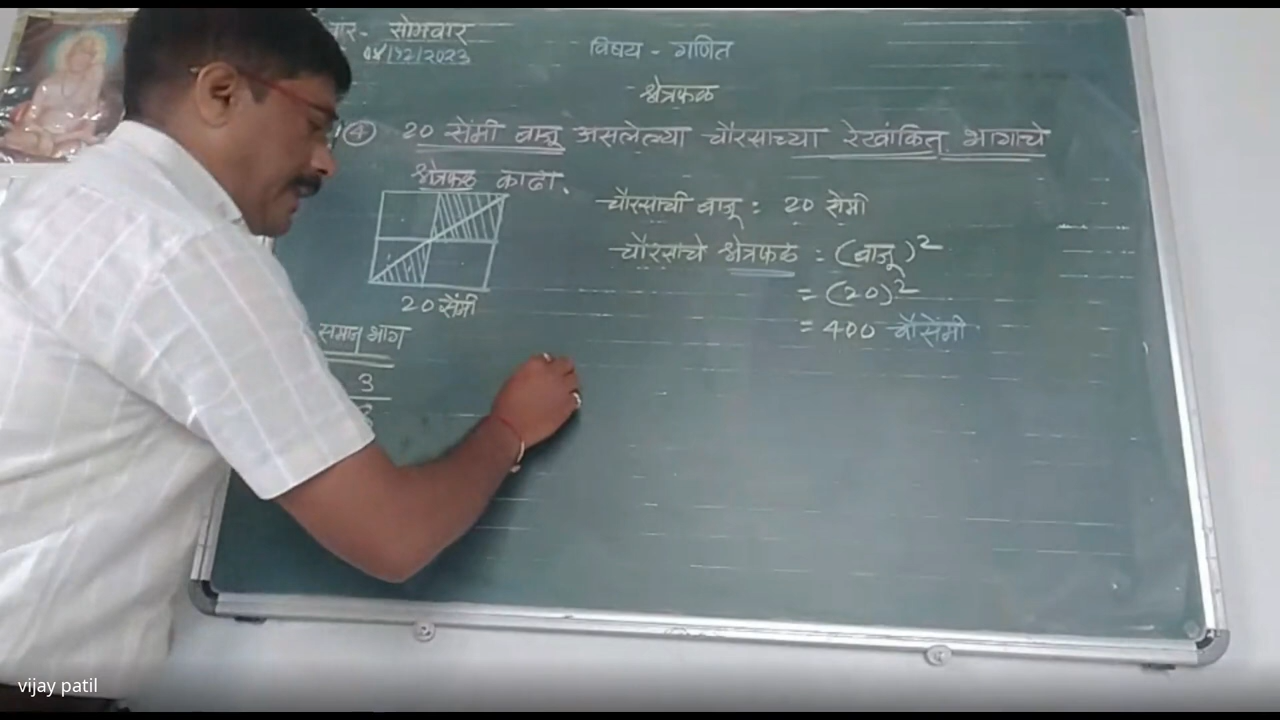 वार- सोमवार
04/12/2023
विषय - गणित
क्षेत्रफळ
④ 20 सेंमी बाजू असलेल्या चौरसाच्या रेखांकित भागाचे
क्षेत्रफळ काढा.
20 सेंमी
समान भाग
3
चौरसाची बाजू = 20 सेंमी
चौरसाचे क्षेत्रफळ = (बाजू)²
= (20)²
= 400 चौसेंमी
vijay patil